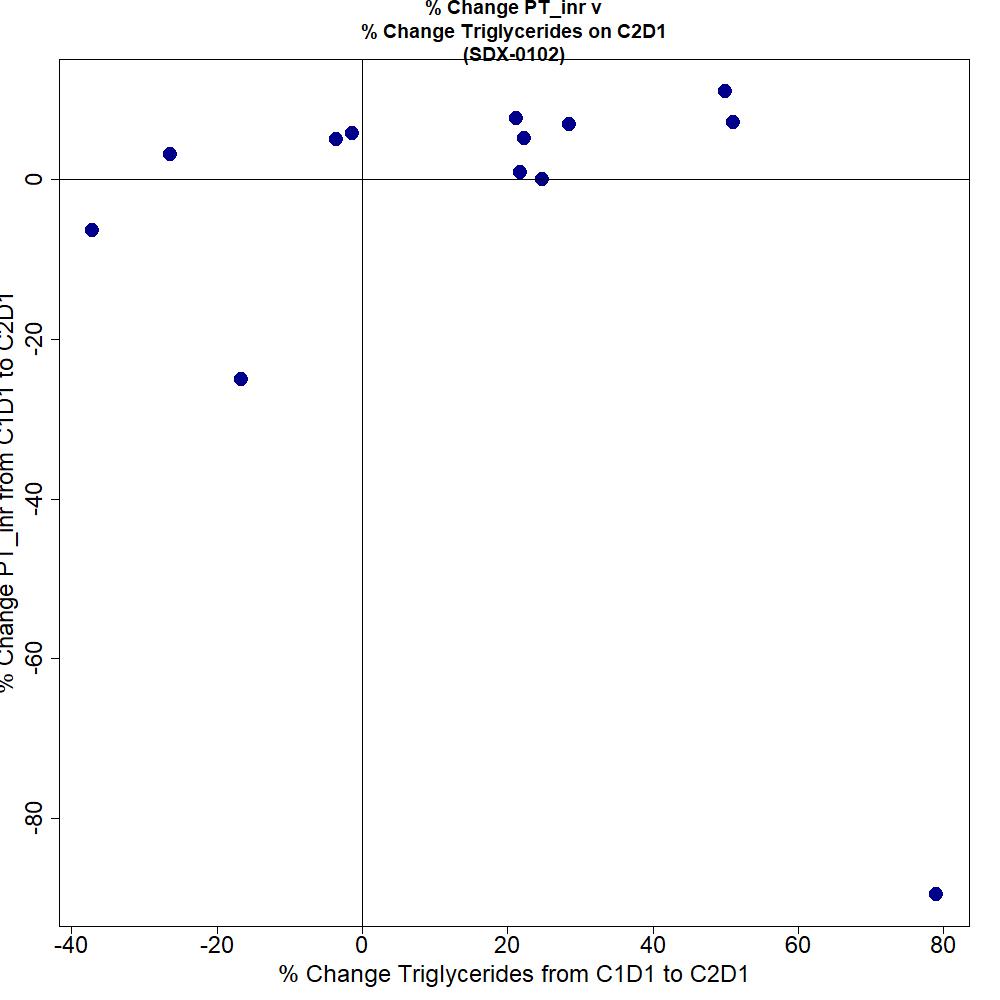 % Change PT_inr v
% Change Triglycerides on C2D1
(SDX-0102)
% Change PT_inr from C1D1 to C2D1
0
-20
-40
-60
-80
-40
-20
0
20
40
60
80
% Change Triglycerides from C1D1 to C2D1